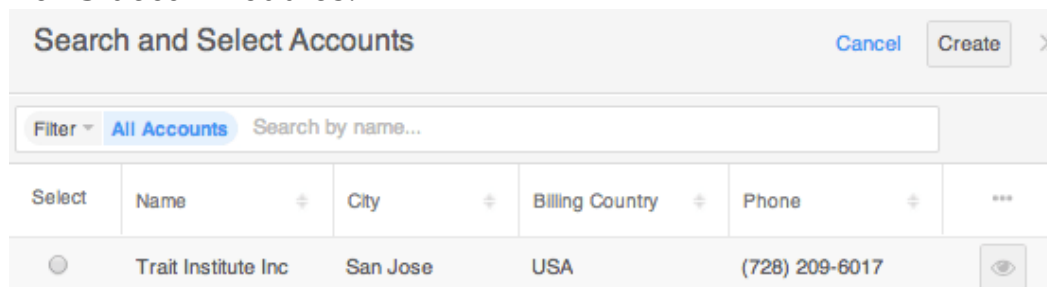 Search and Select Accounts Cancel Create
Filter All Accounts Search by name...
Select Name City Billing Country Phone
Trait Institute Inc San Jose USA (728) 209-6017